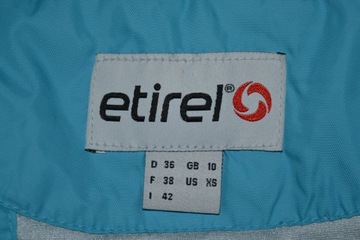 etirel®
D 36 GB 10
F 38 US XS
I 42